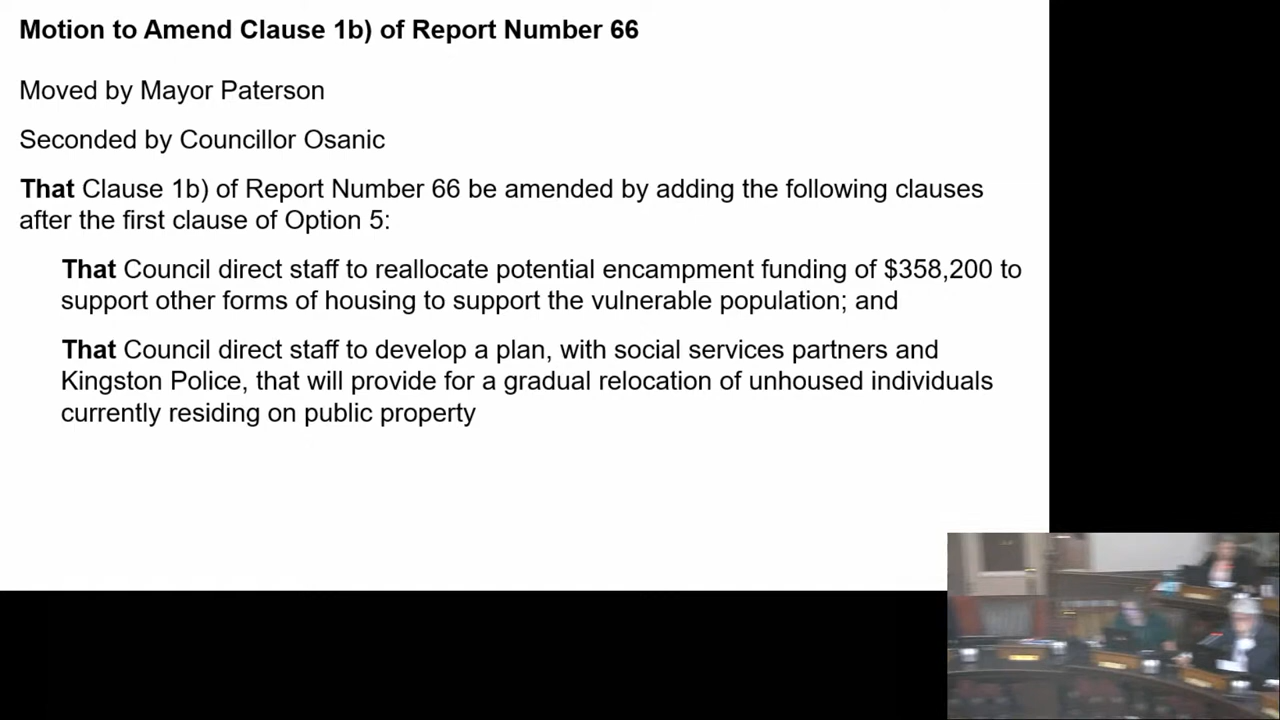 Motion to Amend Clause 1b) of Report Number 66
Moved by Mayor Paterson
Seconded by Councillor Osanic
That Clause 1b) of Report Number 66 be amended by adding the following clauses
after the first clause of Option 5:
That Council direct staff to reallocate potential encampment funding of $358,200 to
support other forms of housing to support the vulnerable population; and
That Council direct staff to develop a plan, with social services partners and
Kingston Police, that will provide for a gradual relocation of unhoused individuals
currently residing on public property